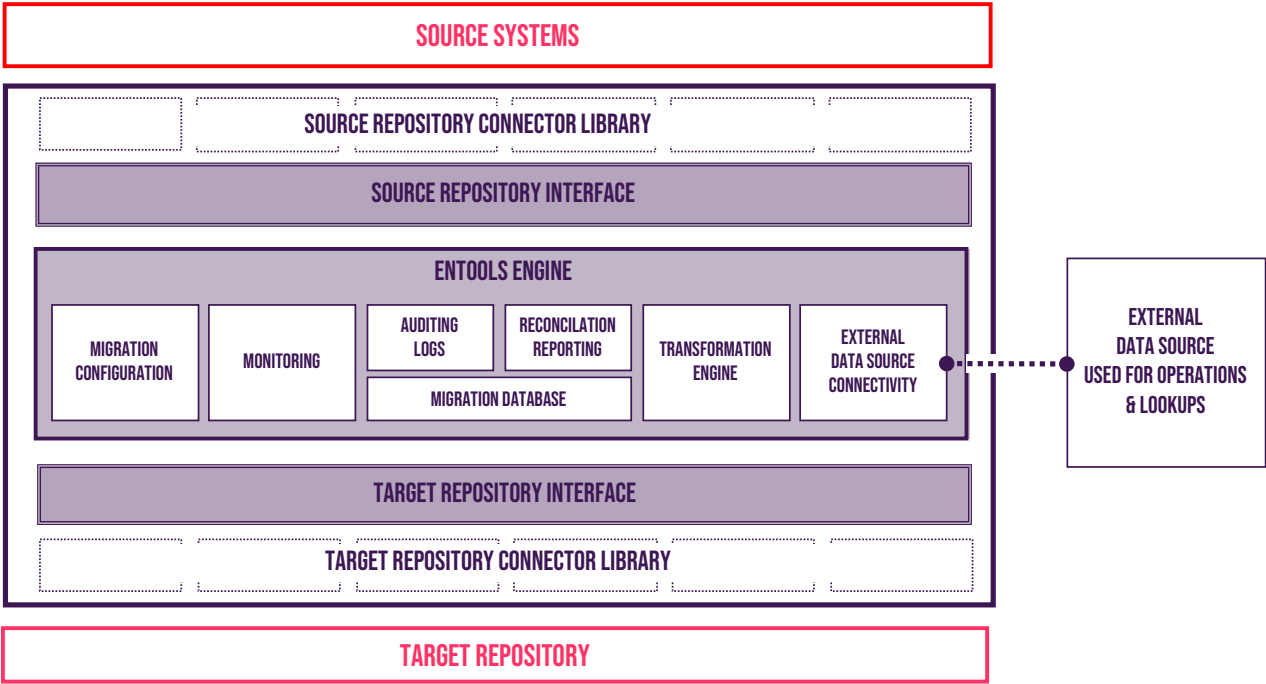 SOURCE SYSTEMS
SOURCE REPOSITORY CONNECTOR LIBRARY
SOURCE REPOSITORY INTERFACE
ENTOOLS ENGINE
MIGRATION
CONFIGURATION
MONITORING
AUDITING
LOGS
RECONCILATION
REPORTING
MIGRATION DATABASE
TRANSFORMATION
ENGINE
EXTERNAL
DATA SOURCE
CONNECTIVITY
EXTERNAL
DATA SOURCE
USED FOR OPERATIONS
& LOOKUPS
TARGET REPOSITORY INTERFACE
TARGET REPOSITORY CONNECTOR LIBRARY
TARGET REPOSITORY